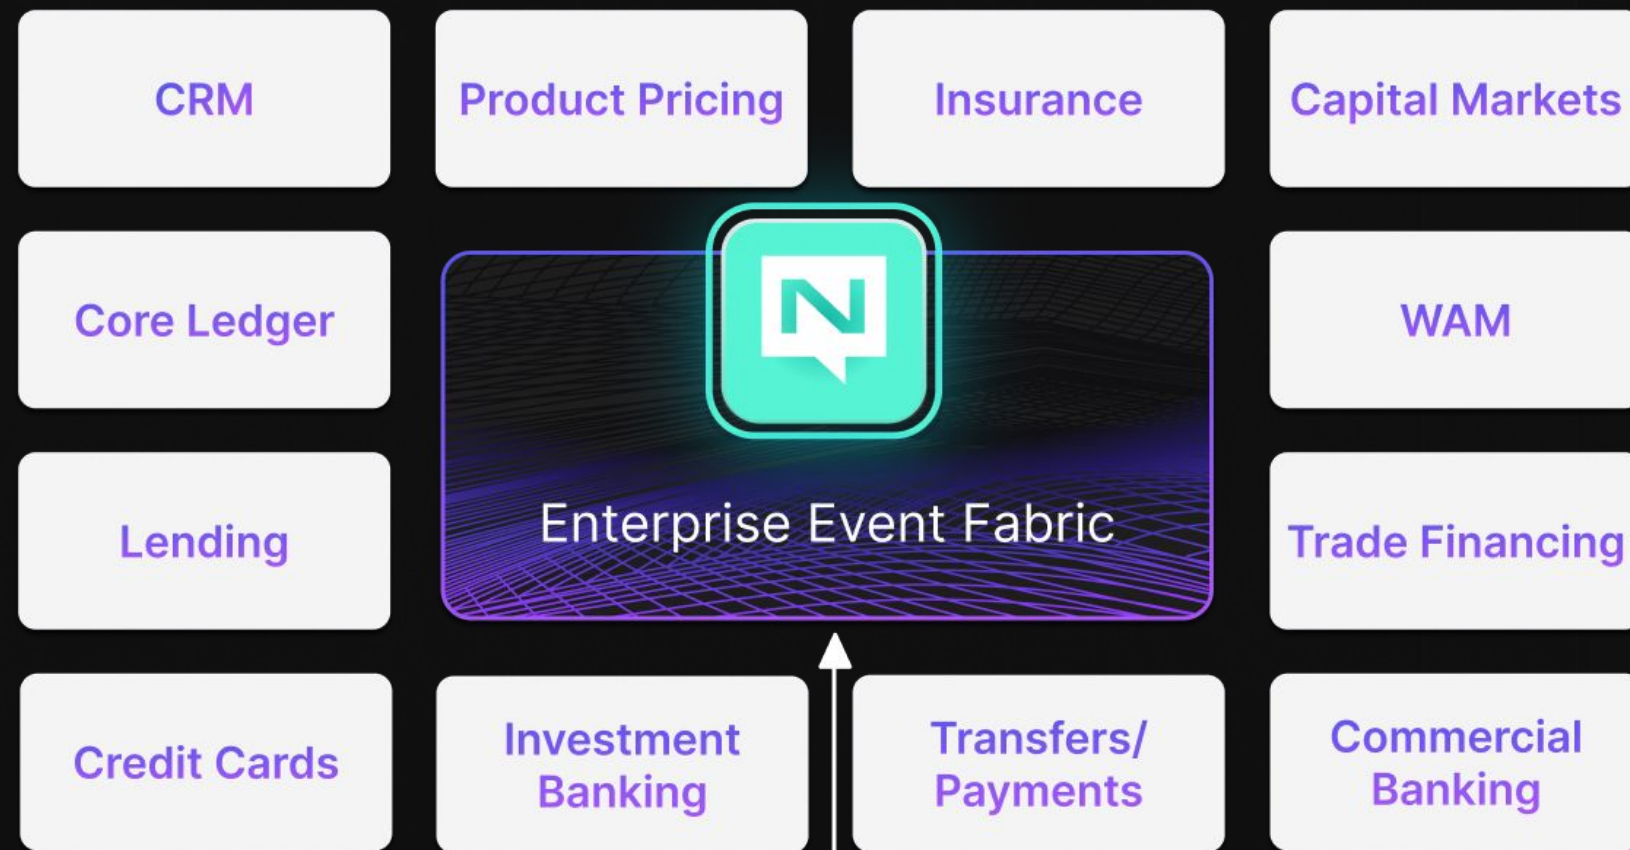 CRM
Product Pricing
Insurance
Capital Markets
Core Ledger
N
WAM
Enterprise Event Fabric
Lending
Trade Financing
Credit Cards
Investment
Banking
Transfers/
Payments
Commercial
Banking